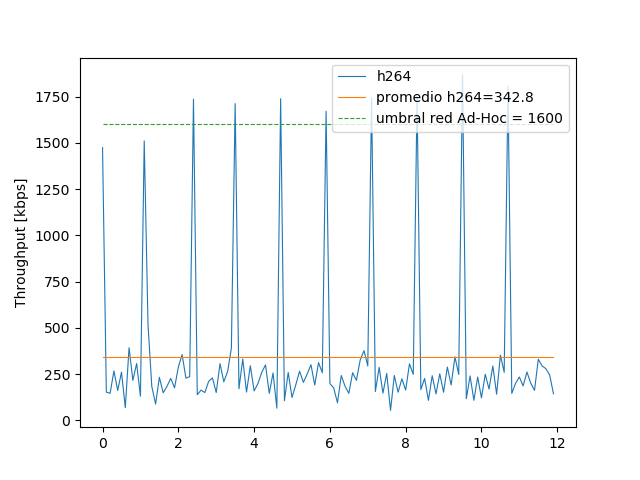 h264
promedio h264=342.8
umbral red Ad-Hoc = 1600
Throughput [kbps]
1750
1500
1250
1000
750
500
250
0
0 2 4 6 8 10 12